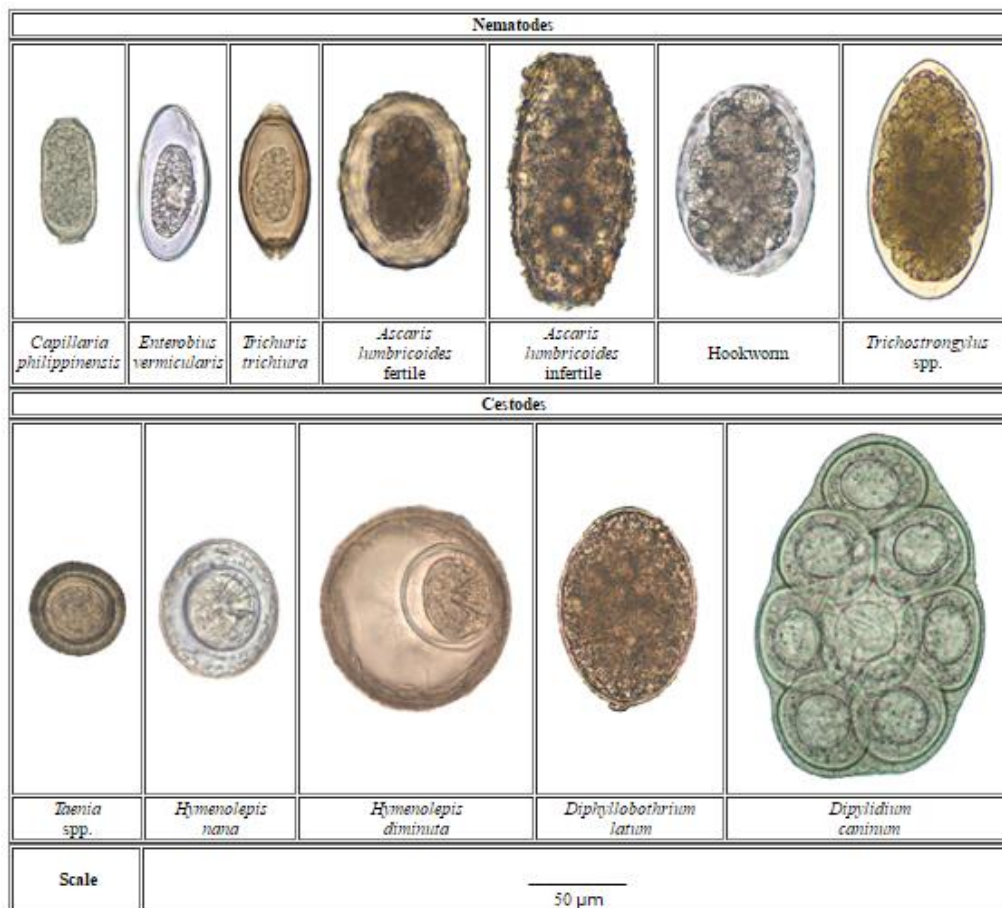 Nematodes
Capillaria
philippinensis
Enterobius
vermicularis
Trichuris
trichiura
Ascaris
lumbricoides
fertile
Ascaris
lumbricoides
infertile
Hookworm
Trichostrongylus
spp.
Cestodes
Taenia
spp.
Hymenolepis
nana
Hymenolepis
diminuta
Diphyllobothrium
latum
Dipylidium
caninum
Scale
50 µm